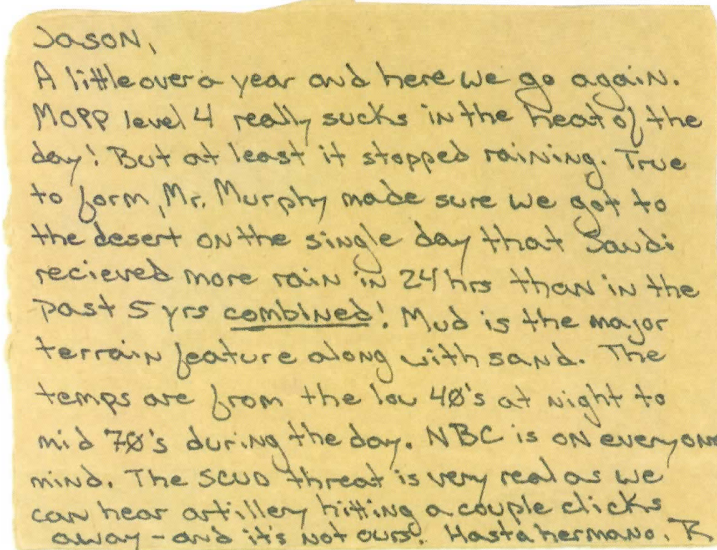 Jason,
A little over a year and here we go again.
MOPP level 4 really sucks in the heat of the
day! But at least it stopped raining. True
to form, Mr. Murphy made sure we got to
the desert on the single day that Saudi
recieved more rain in 24 hrs than in the
past 5 yrs combined! Mud is the major
terrain feature along with sand. The
temps are from the low 40's at night to
mid 70's during the day. NBC is on everyone
mind. The SCUD threat is very real as we
can hear artillery hitting a couple clicks
away - and it's not ours. Hasta hermano. R